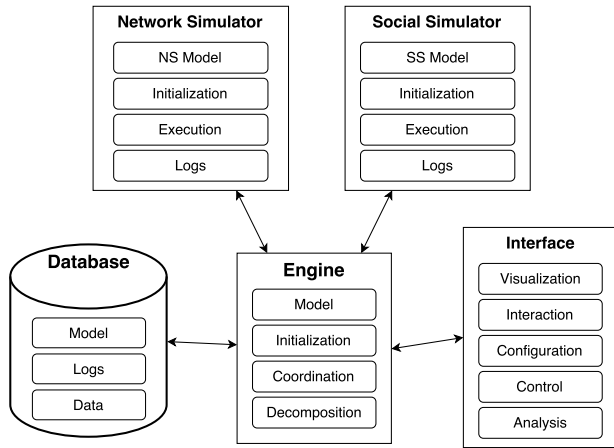 Network Simulator
NS Model
Initialization
Execution
Logs
Social Simulator
SS Model
Initialization
Execution
Logs
Database
Model
Logs
Data
Engine
Model
Initialization
Coordination
Decomposition
Interface
Visualization
Interaction
Configuration
Control
Analysis